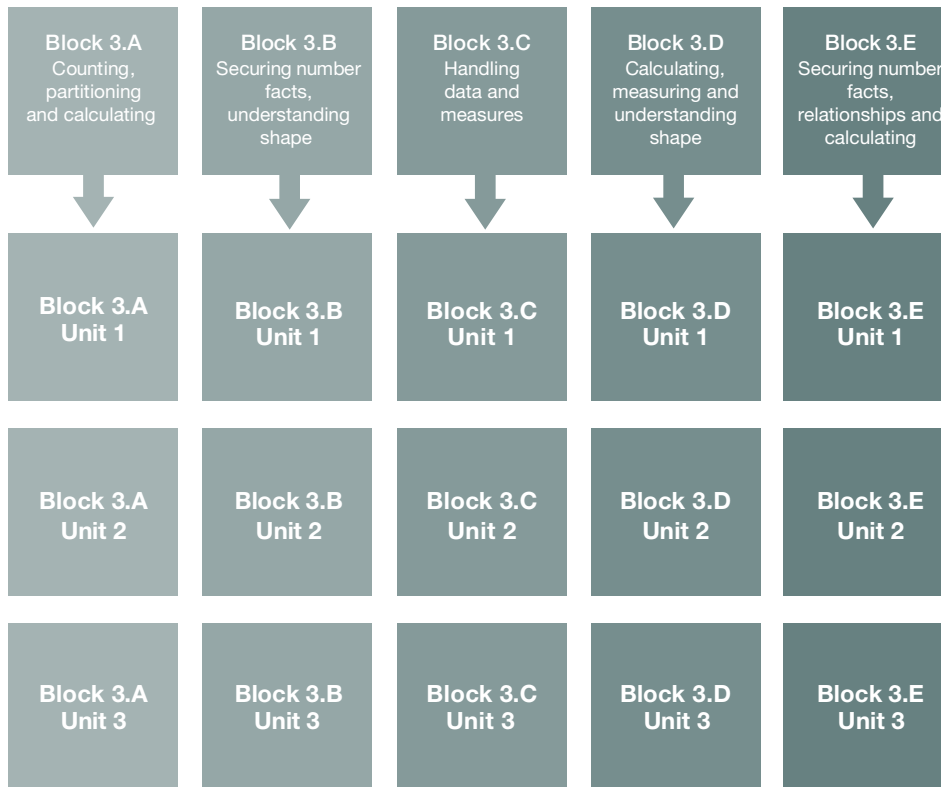 Block 3.A
Counting,
partitioning
and calculating
Block 3.B
Securing number
facts,
understanding
shape
Block 3.C
Handling
data and
measures
Block 3.D
Calculating,
measuring and
understanding
shape
Block 3.E
Securing number
facts,
relationships and
calculating
Block 3.A
Unit 1
Block 3.B
Unit 1
Block 3.C
Unit 1
Block 3.D
Unit 1
Block 3.E
Unit 1
Block 3.A
Unit 2
Block 3.B
Unit 2
Block 3.C
Unit 2
Block 3.D
Unit 2
Block 3.E
Unit 2
Block 3.A
Unit 3
Block 3.B
Unit 3
Block 3.C
Unit 3
Block 3.D
Unit 3
Block 3.E
Unit 3